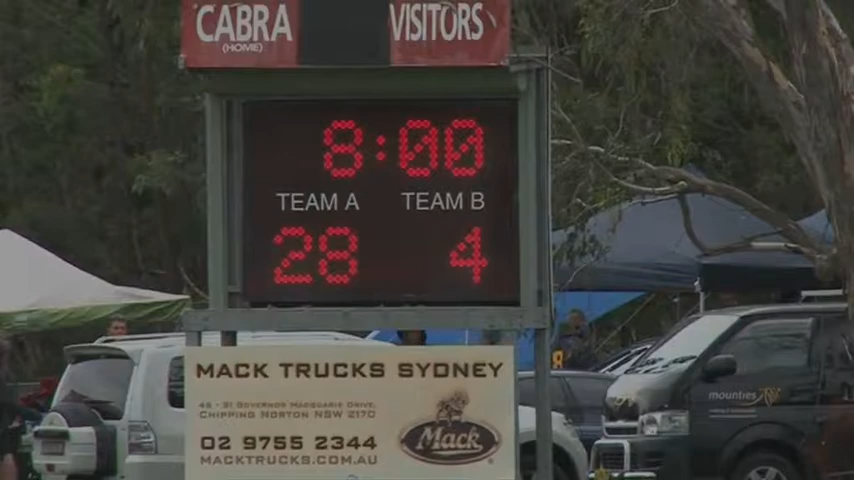 CABRA VISITORS
(HOME)
8:00
TEAM A TEAM B
28 4
MACK TRUCKS SYDNEY
CHIPPING NORTON NSW 2170
02 9755 2344
MACKTRUCKS.COM.AU
Mack
mounties